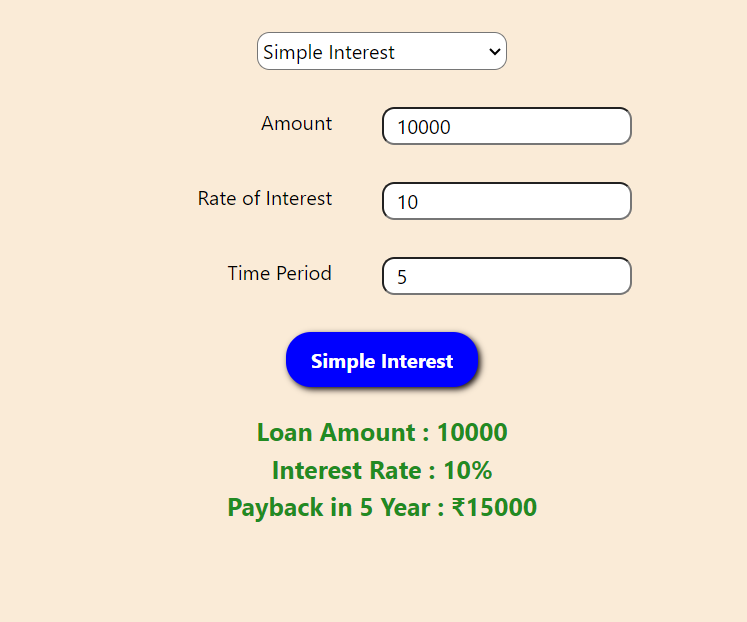 Simple Interest
Amount 10000
Rate of Interest 10
Time Period 5
Simple Interest
Loan Amount : 10000
Interest Rate : 10%
Payback in 5 Year : ₹15000